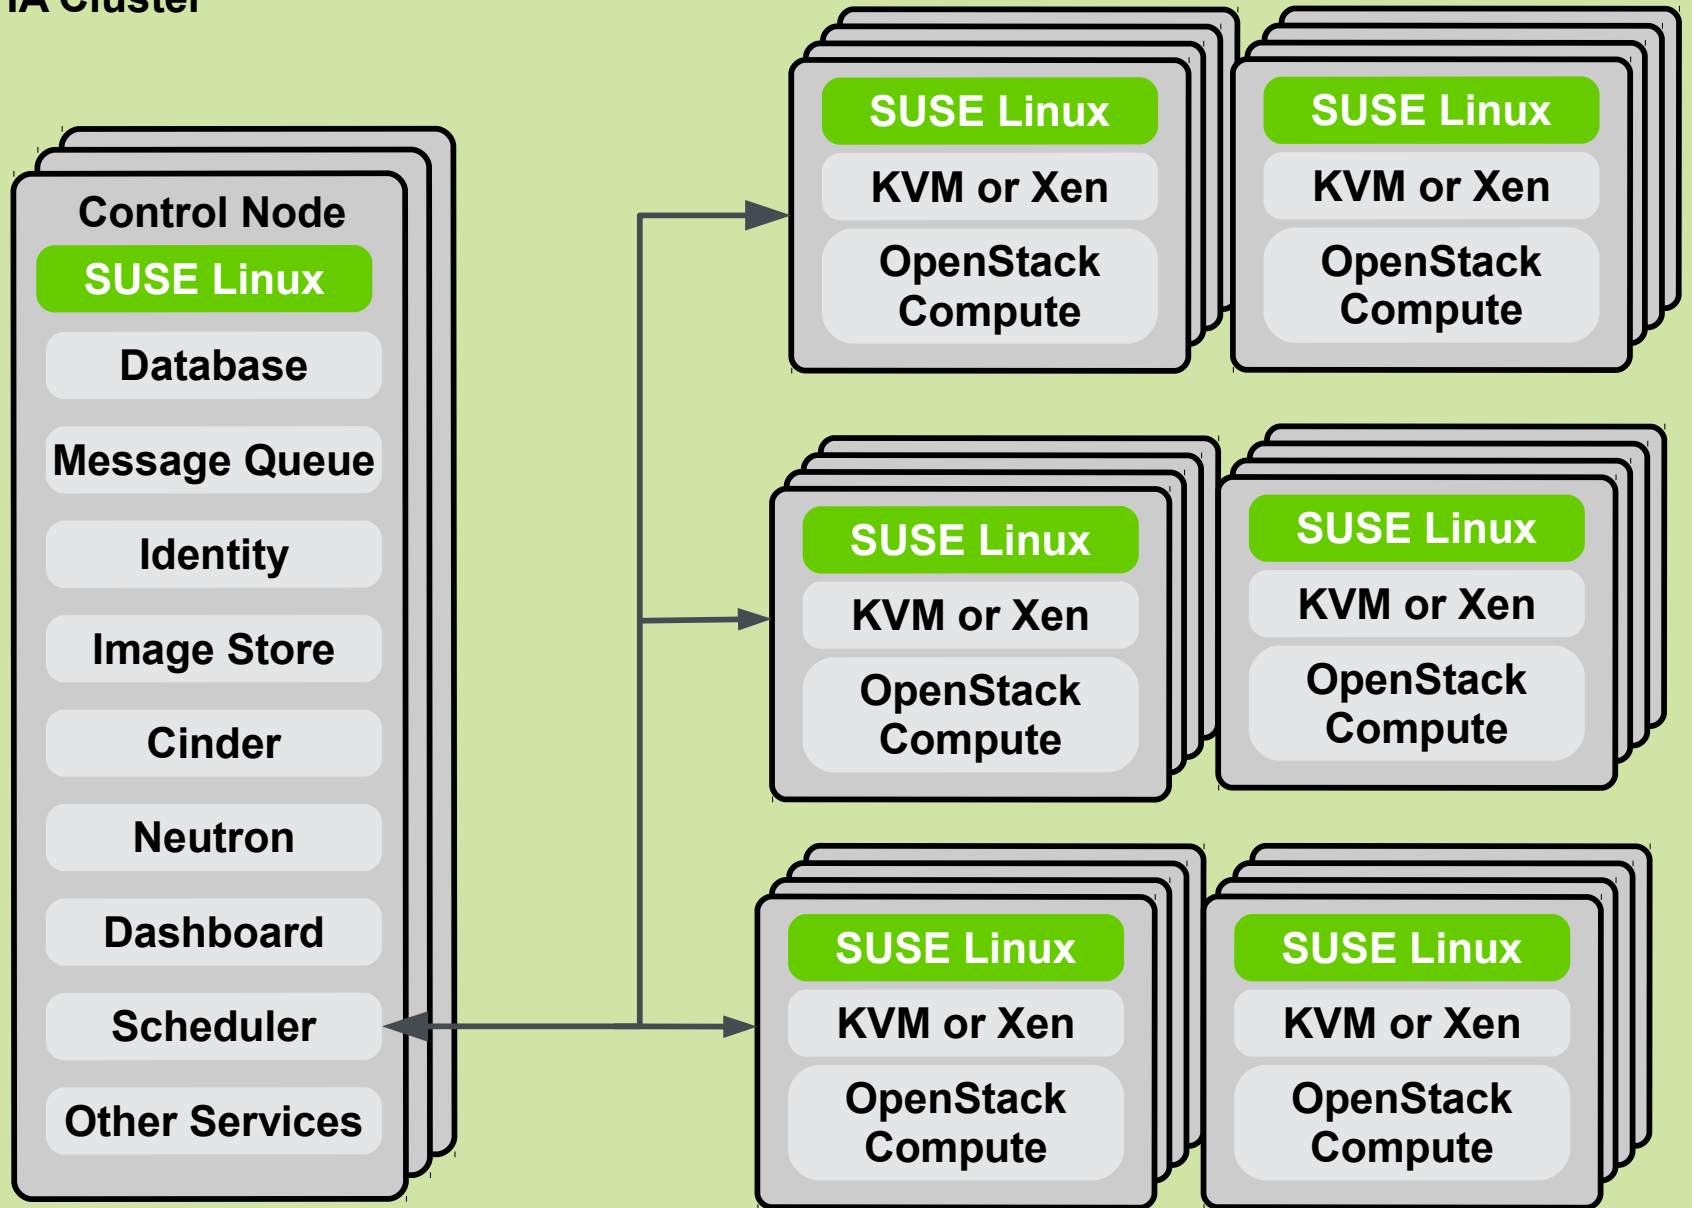 IA Cluster
Control Node
SUSE Linux
Database
Message Queue
Identity
Image Store
Cinder
Neutron
Dashboard
Scheduler
Other Services
SUSE Linux
KVM or Xen
OpenStack
Compute
SUSE Linux
KVM or Xen
OpenStack
Compute
SUSE Linux
KVM or Xen
OpenStack
Compute
SUSE Linux
KVM or Xen
OpenStack
Compute
SUSE Linux
KVM or Xen
OpenStack
Compute
SUSE Linux
KVM or Xen
OpenStack
Compute